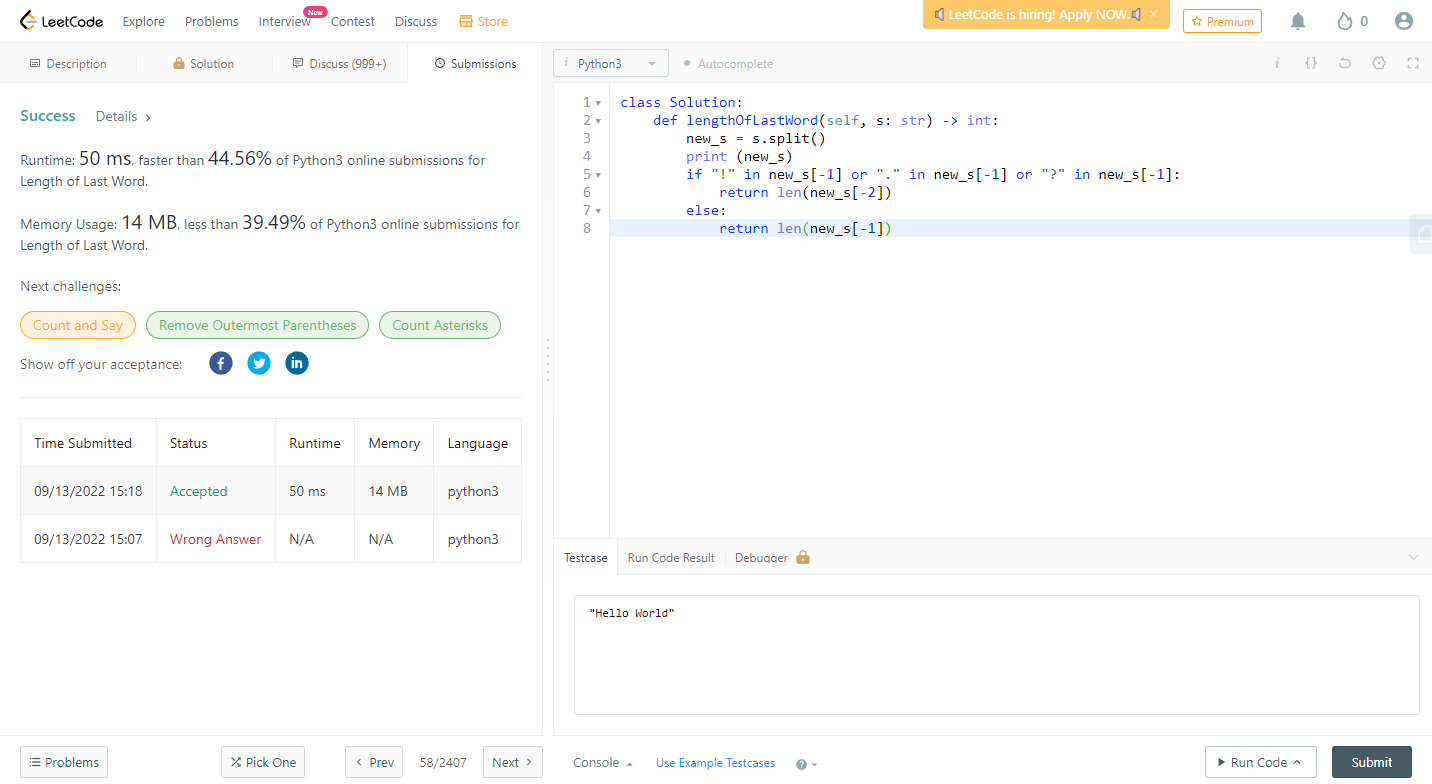 LeetCode Explore Problems Interview New Contest Discuss Store LeetCode is hiring! Apply NOW. × Premium 0
Description Solution Discuss (999+) Submissions
i Python3 Autocomplete i {}
Success Details >
Runtime: 50 ms, faster than 44.56% of Python3 online submissions for
Length of Last Word.
Memory Usage: 14 MB, less than 39.49% of Python3 online submissions for
Length of Last Word.
Next challenges:
Count and Say Remove Outermost Parentheses Count Asterisks
Show off your acceptance: f in
Time Submitted Status Runtime Memory Language
09/13/2022 15:18 Accepted 50 ms 14 MB python3
09/13/2022 15:07 Wrong Answer N/A N/A python3
1 class Solution:
2 def lengthOfLastWord(self, s: str) -> int:
3 new_s = s.split()
4 print (new_s)
5 if "!" in new_s[-1] or "." in new_s[-1] or "?" in new_s[-1]:
6 return len(new_s[-2])
7 else:
8 return len(new_s[-1])
Testcase Run Code Result Debugger
"Hello World"
Problems Pick One < Prev 58/2407 Next >
Console Use Example Testcases ? Run Code Submit